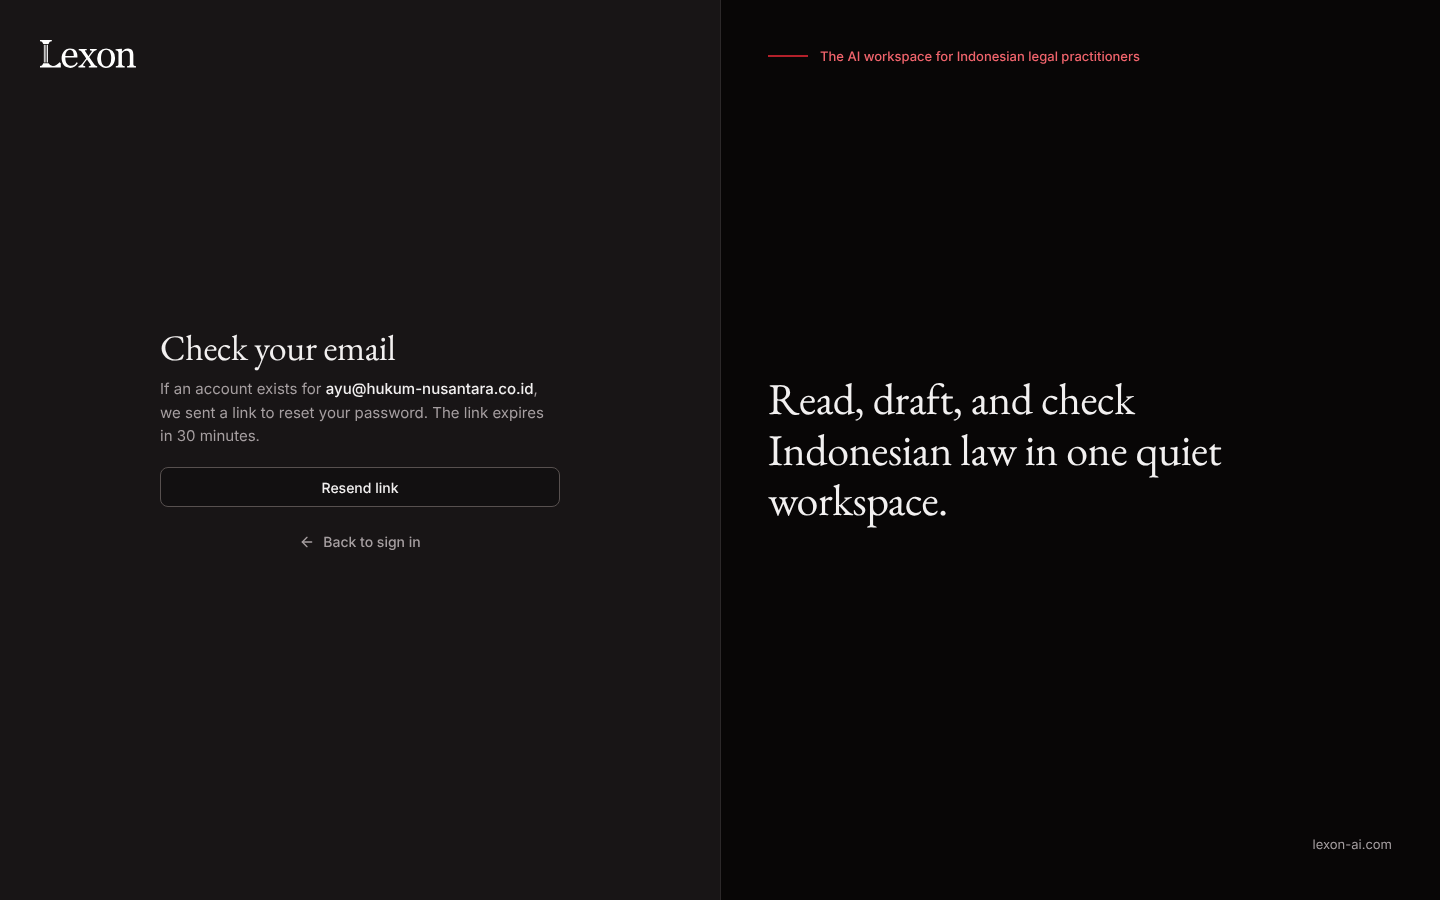 Lexon
Check your email
If an account exists for ayu@hukum-nusantara.co.id,
we sent a link to reset your password. The link expires
in 30 minutes.
Resend link
Back to sign in
The AI workspace for Indonesian legal practitioners
Read, draft, and check
Indonesian law in one quiet
workspace.
lexon-ai.com